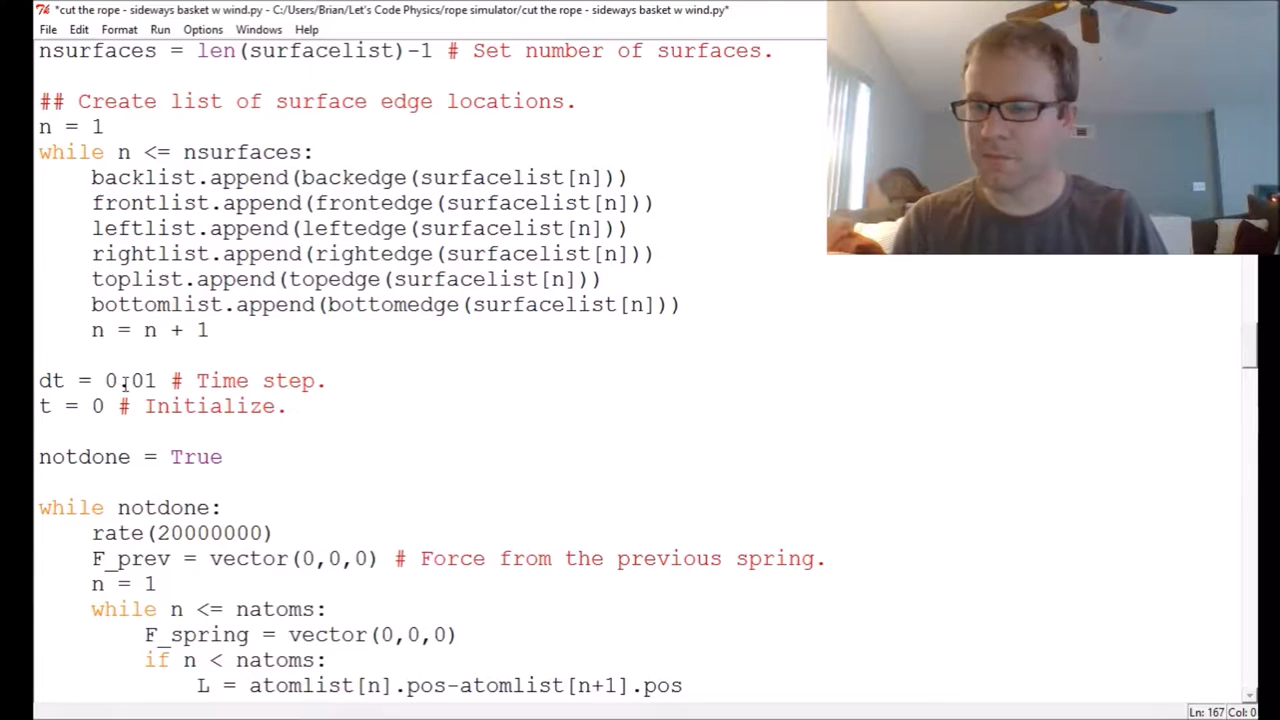 *cut the rope - sideways basket w wind.py - C:/Users/Brian/Let's Code Physics/rope simulator/cut the rope - sideways basket w wind.py*
File Edit Format Run Options Windows Help
nsurfaces = len(surfacelist)-1 # Set number of surfaces.
## Create list of surface edge locations.
n = 1
while n <= nsurfaces:
    backlist.append(backedge(surfacelist[n]))
    frontlist.append(frontedge(surfacelist[n]))
    leftlist.append(leftedge(surfacelist[n]))
    rightlist.append(rightedge(surfacelist[n]))
    toplist.append(topedge(surfacelist[n]))
    bottomlist.append(bottomedge(surfacelist[n]))
    n = n + 1
dt = 0.01 # Time step.
t = 0 # Initialize.
notdone = True
while notdone:
    rate(20000000)
    F_prev = vector(0,0,0) # Force from the previous spring.
    n = 1
    while n <= natoms:
        F_spring = vector(0,0,0)
        if n < natoms:
            L = atomlist[n].pos-atomlist[n+1].pos
Ln: 167 Col: 0